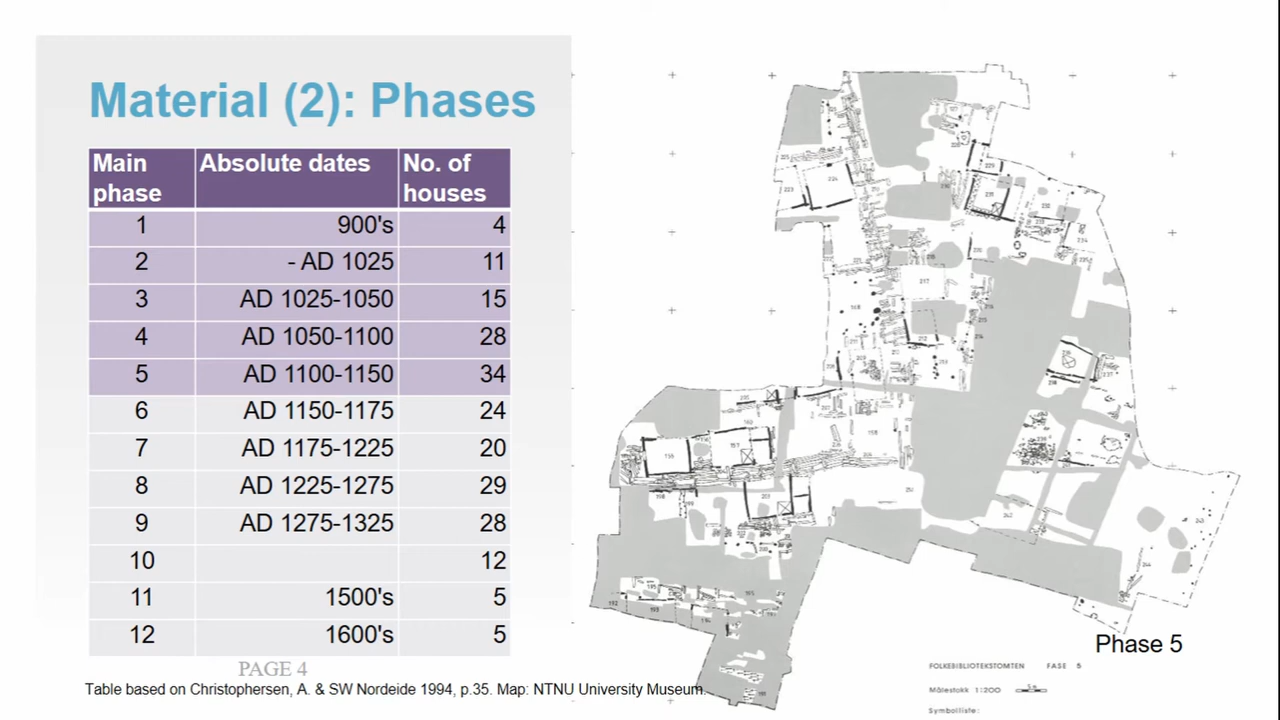 Material (2): Phases
Main phase Absolute dates No. of houses
1 900's 4
2 - AD 1025 11
3 AD 1025-1050 15
4 AD 1050-1100 28
5 AD 1100-1150 34
6 AD 1150-1175 24
7 AD 1175-1225 20
8 AD 1225-1275 29
9 AD 1275-1325 28
10 12
11 1500's 5
12 1600's 5
PAGE 4
Table based on Christophersen, A. & SW Nordeide 1994, p.35. Map: NTNU University Museum.
Phase 5
FOLKEBIBLIOTEKSTOMTEN FASE 5
Målestokk 1:200
Symbolliste: